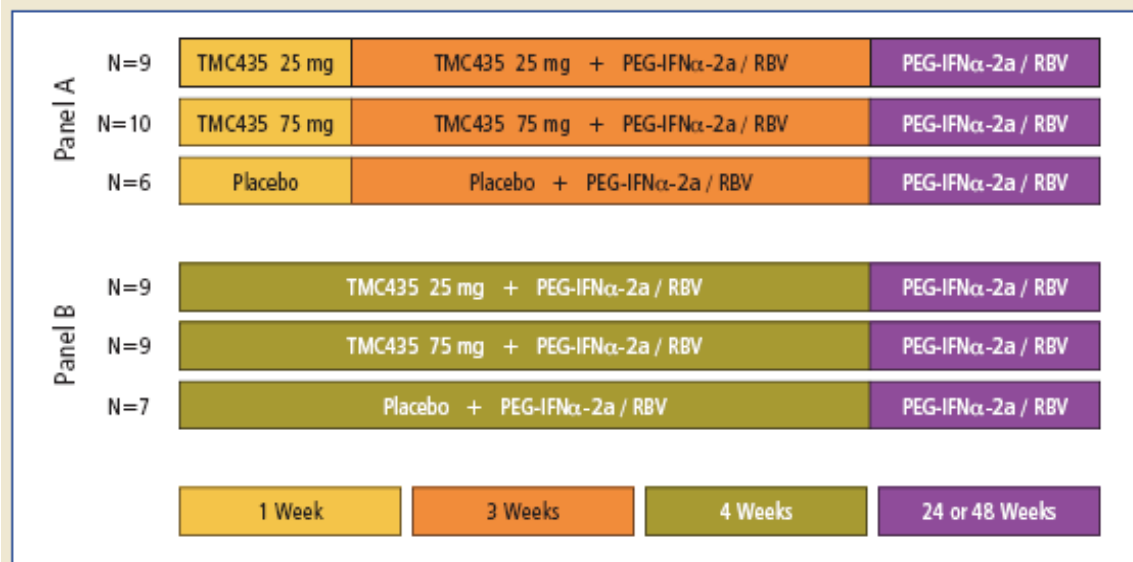 Panel A
N=9 TMC435 25 mg TMC435 25 mg + PEG-IFNα-2a / RBV PEG-IFNα-2a / RBV
N=10 TMC435 75 mg TMC435 75 mg + PEG-IFNα-2a / RBV PEG-IFNα-2a / RBV
N=6 Placebo Placebo + PEG-IFNα-2a / RBV PEG-IFNα-2a / RBV
Panel B
N=9 TMC435 25 mg + PEG-IFNα-2a / RBV PEG-IFNα-2a / RBV
N=9 TMC435 75 mg + PEG-IFNα-2a / RBV PEG-IFNα-2a / RBV
N=7 Placebo + PEG-IFNα-2a / RBV PEG-IFNα-2a / RBV
1 Week 3 Weeks 4 Weeks 24 or 48 Weeks